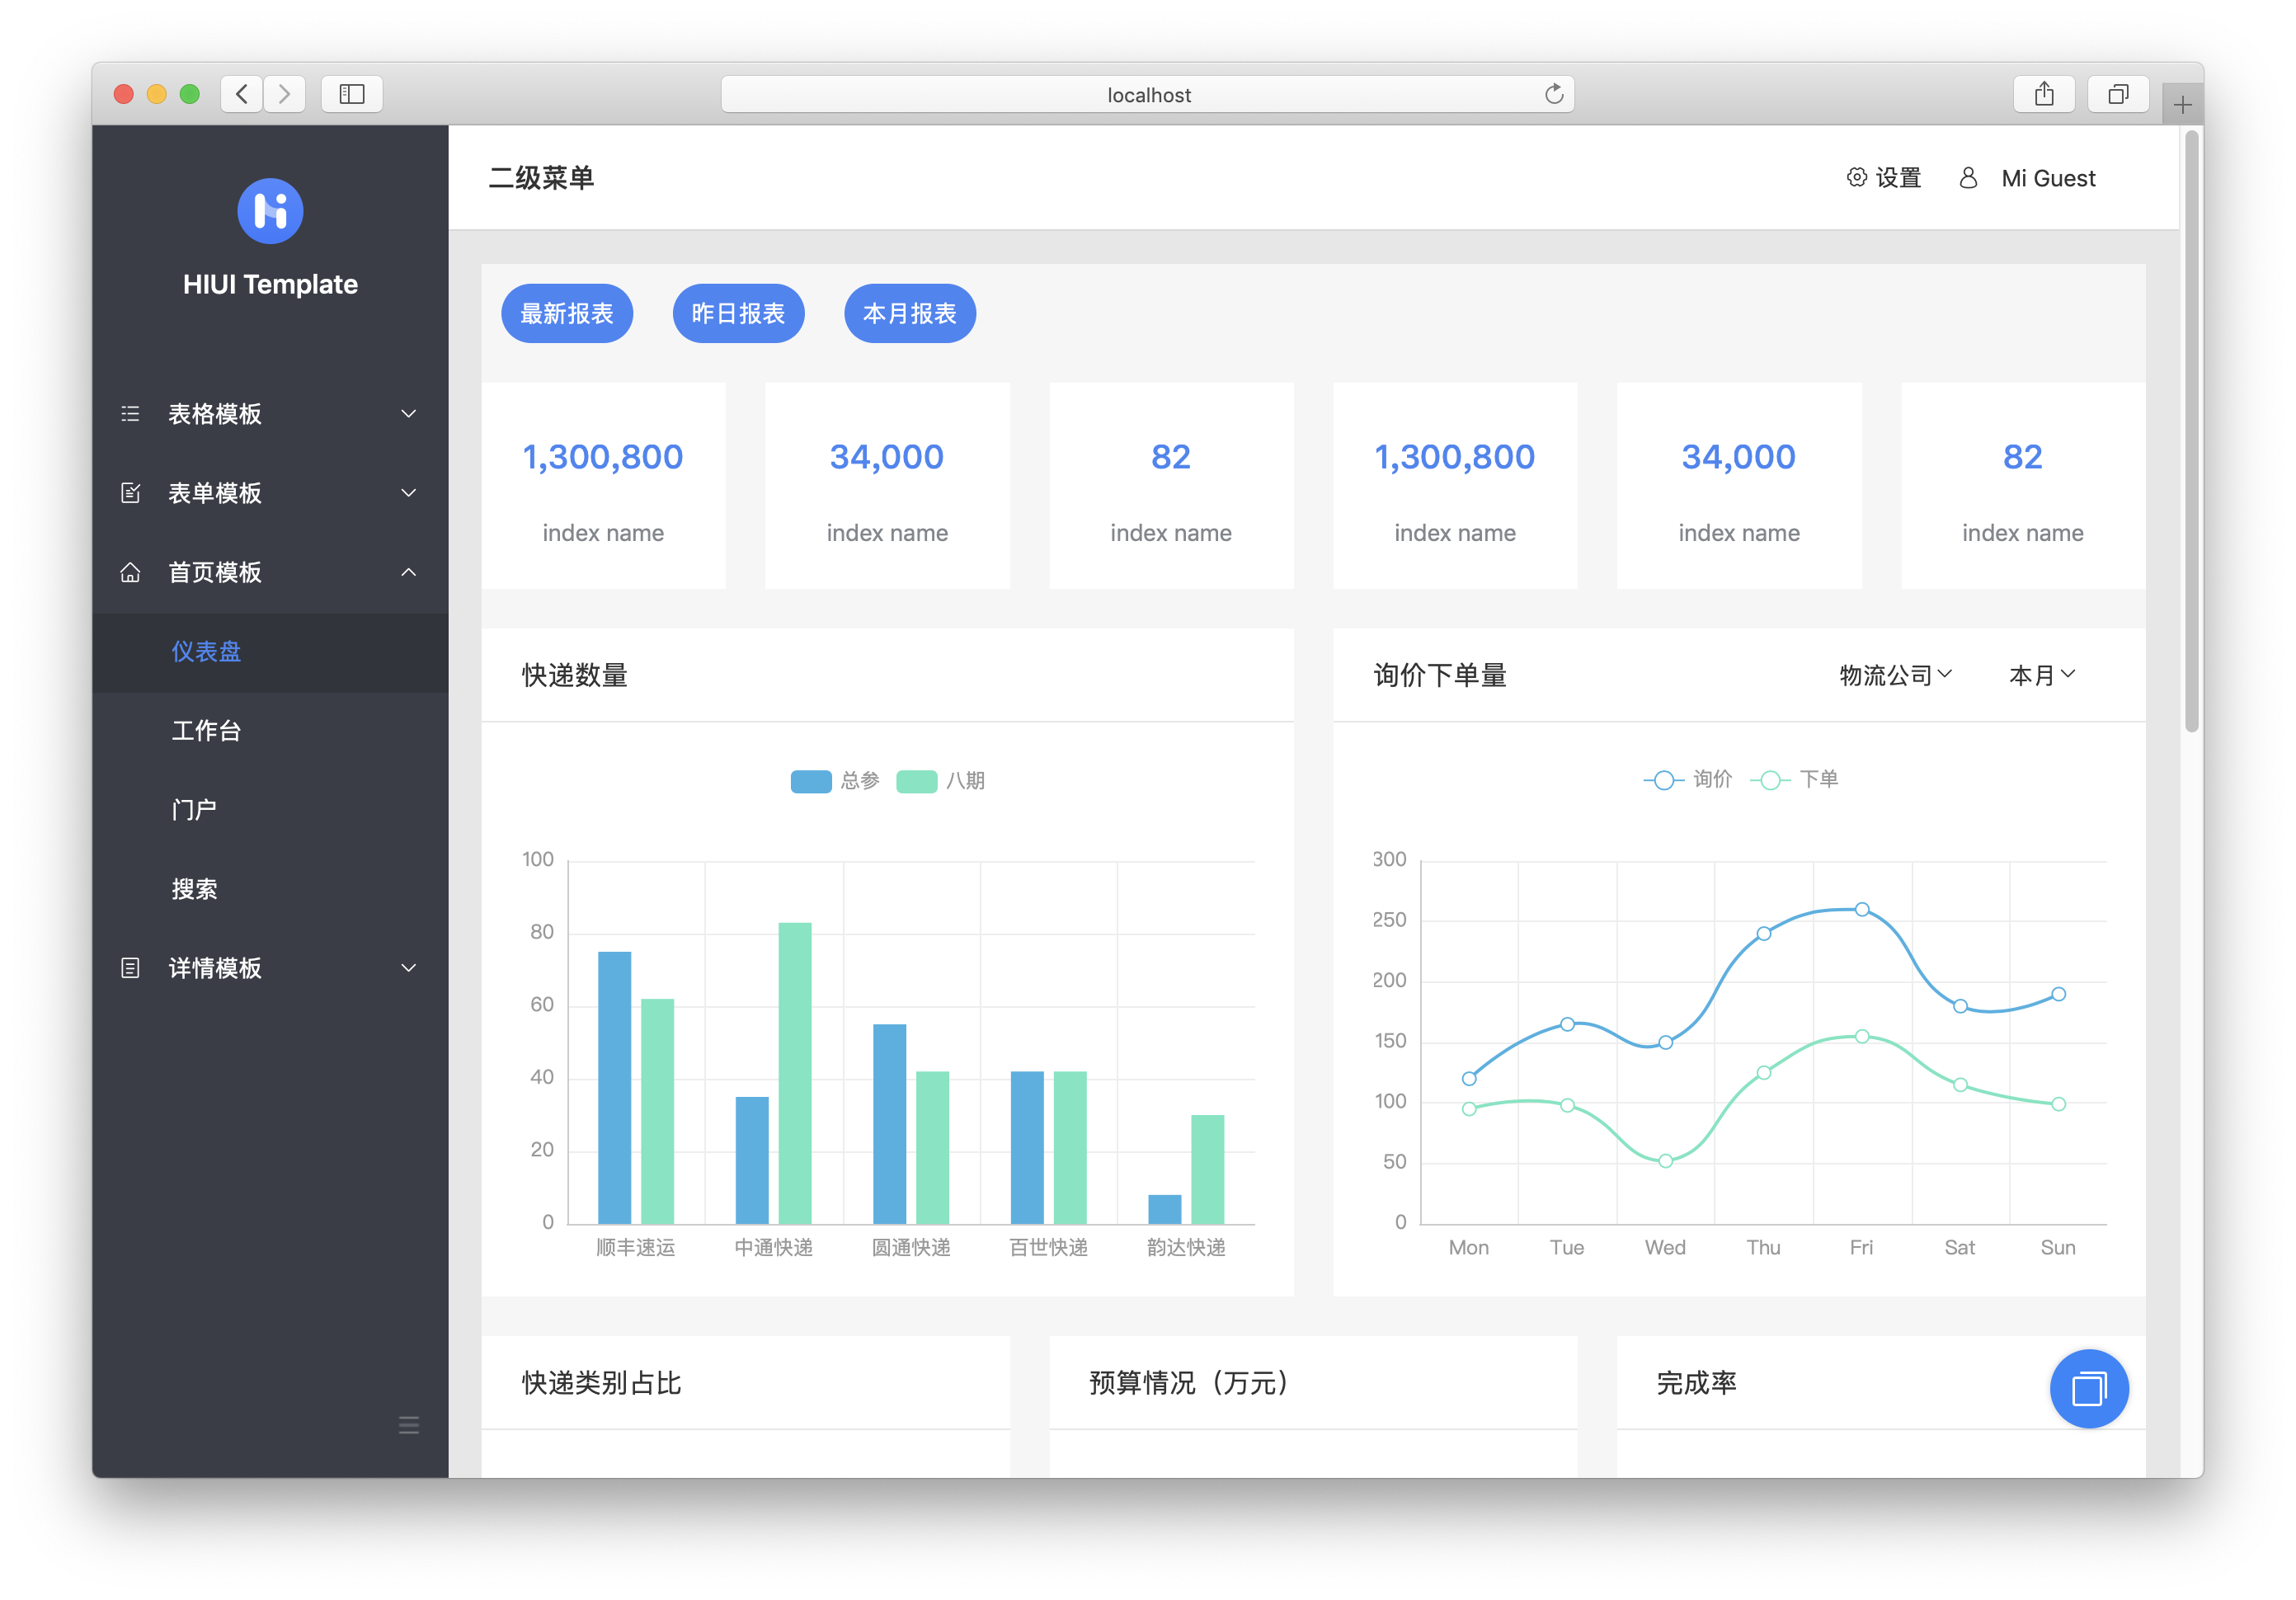 localhost
HIUI Template
表格模板
表单模板
首页模板
仪表盘
工作台
门户
搜索
详情模板
二级菜单
设置 Mi Guest
最新报表 昨日报表 本月报表
1,300,800 34,000 82 1,300,800 34,000 82
index name index name index name index name index name index name
快递数量
总参 八期
100
80
60
40
20
0
顺丰速运 中通快递 圆通快递 百世快递 韵达快递
询价下单量 物流公司 本月
询价 下单
300
250
200
150
100
50
0
Mon Tue Wed Thu Fri Sat Sun
快递类别占比 预算情况（万元） 完成率